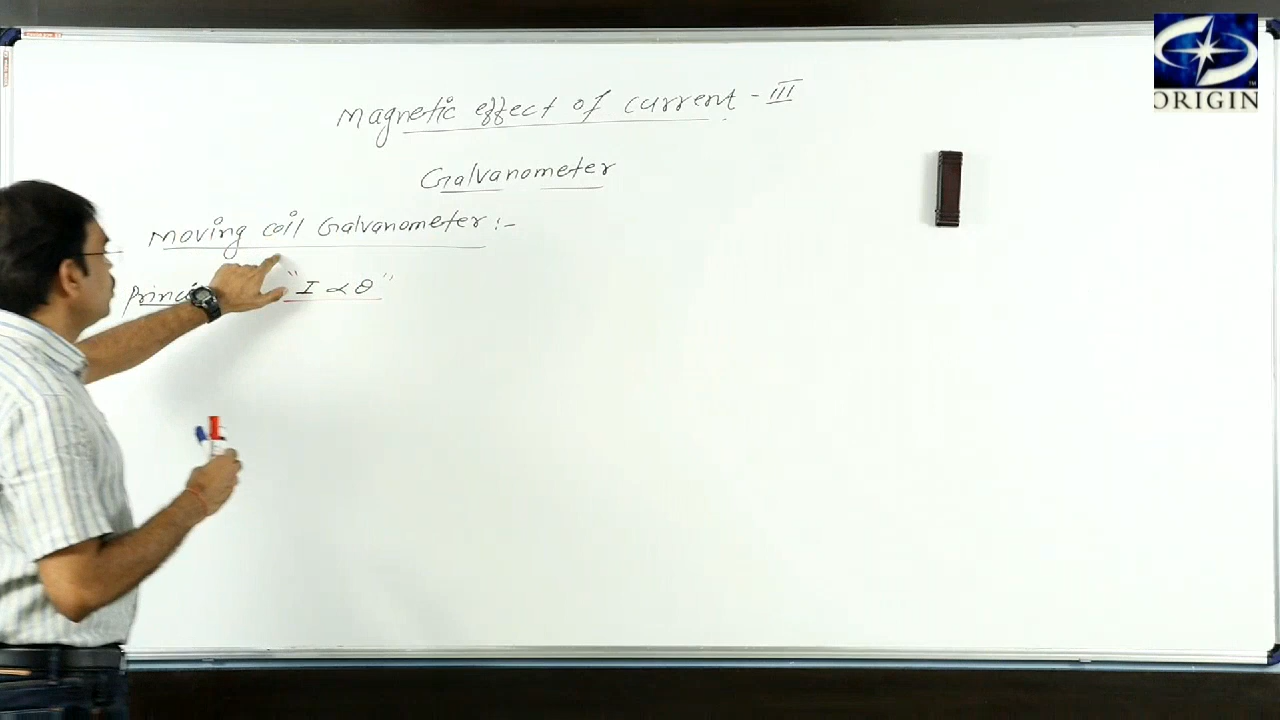 Magnetic effect of current - III
Galvanometer
Moving coil Galvanometer :-
"I ∝ θ"
ORIGIN